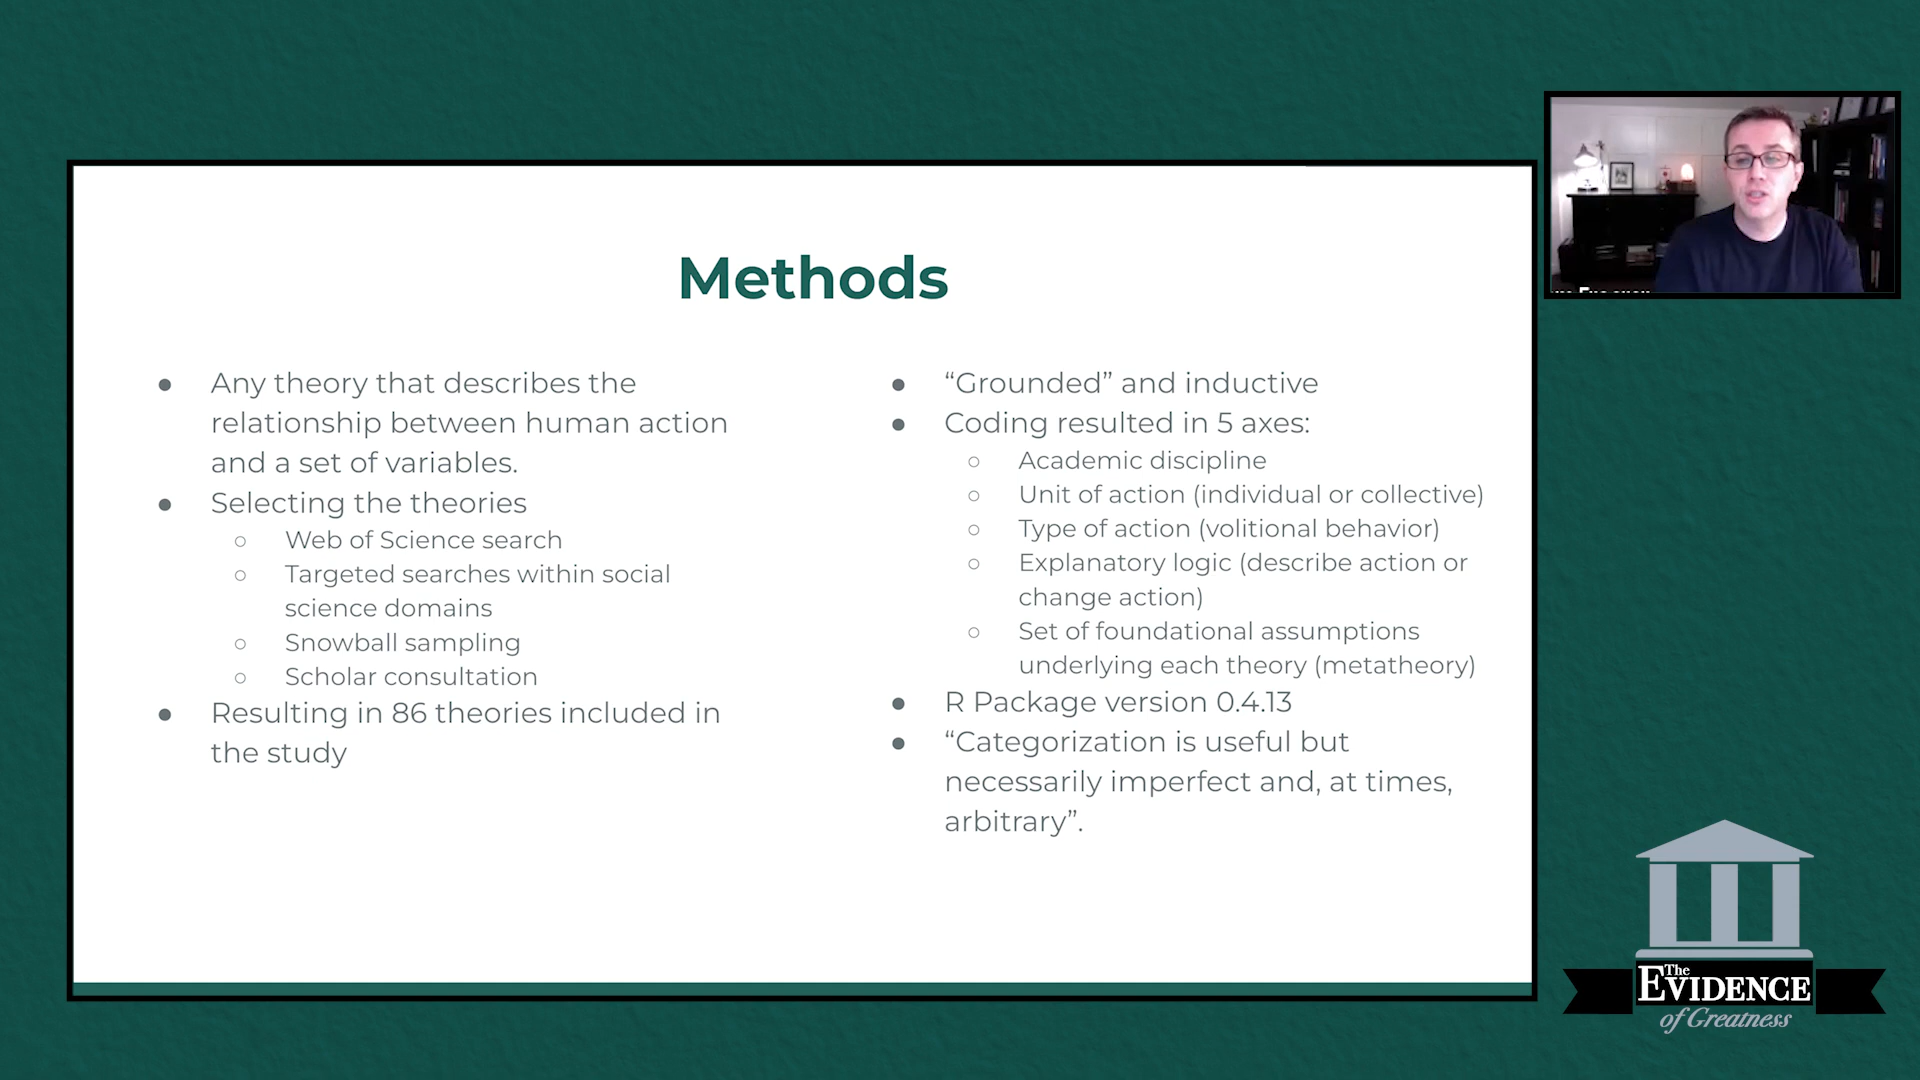 Methods
● Any theory that describes the
relationship between human action
and a set of variables.
● Selecting the theories
○ Web of Science search
○ Targeted searches within social
science domains
○ Snowball sampling
○ Scholar consultation
● Resulting in 86 theories included in
the study
● “Grounded” and inductive
● Coding resulted in 5 axes:
○ Academic discipline
○ Unit of action (individual or collective)
○ Type of action (volitional behavior)
○ Explanatory logic (describe action or
change action)
○ Set of foundational assumptions
underlying each theory (metatheory)
● R Package version 0.4.13
● “Categorization is useful but
necessarily imperfect and, at times,
arbitrary”.
The
EVIDENCE
of Greatness